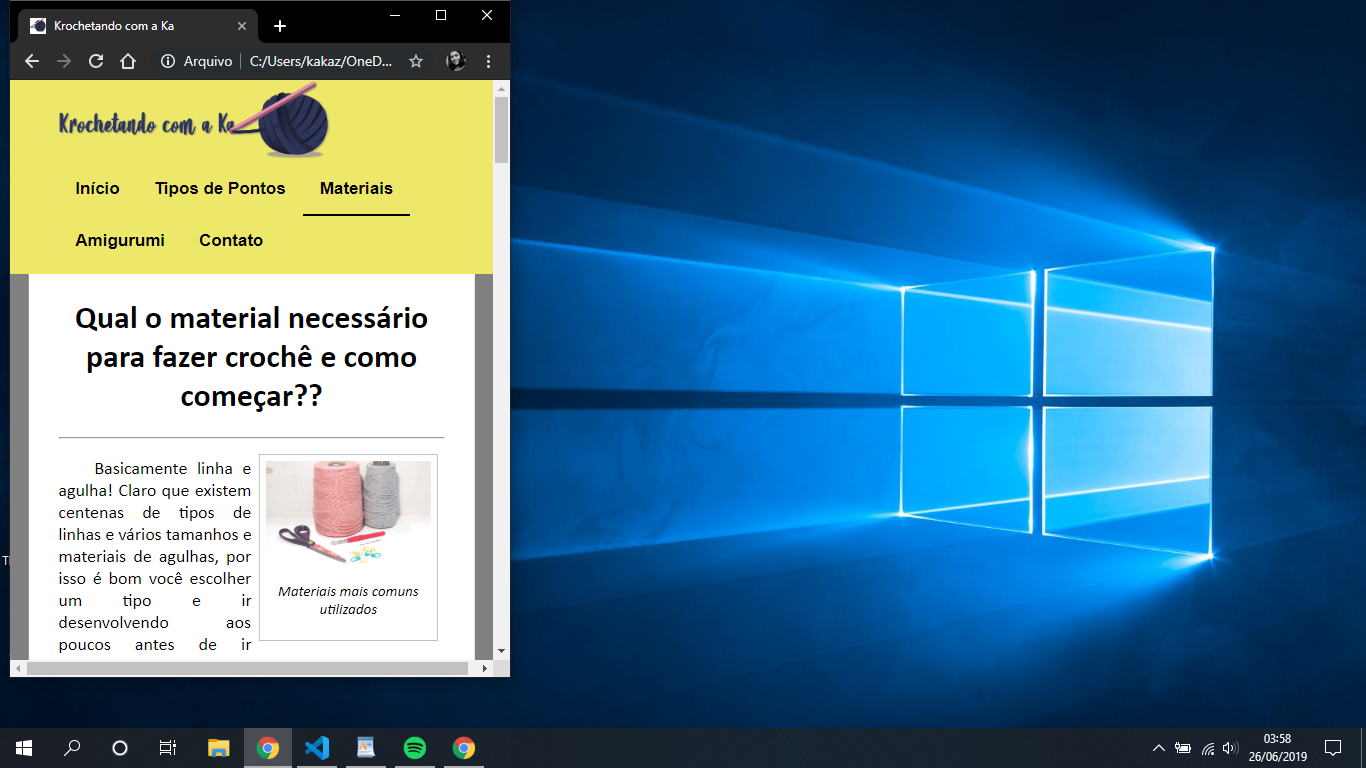 Krochetando com a Ka
Arquivo
C:/Users/kakaz/OneD...
Krochetando com a Ka
Início Tipos de Pontos Materiais
Amigurumi Contato
Qual o material necessário
para fazer crochê e como
começar??
Basicamente linha e
agulha! Claro que existem
centenas de tipos de
linhas e vários tamanhos e
materiais de agulhas, por
isso é bom você escolher
um tipo e ir
desenvolvendo aos
poucos antes de ir
Materiais mais comuns
utilizados
03:58
26/06/2019